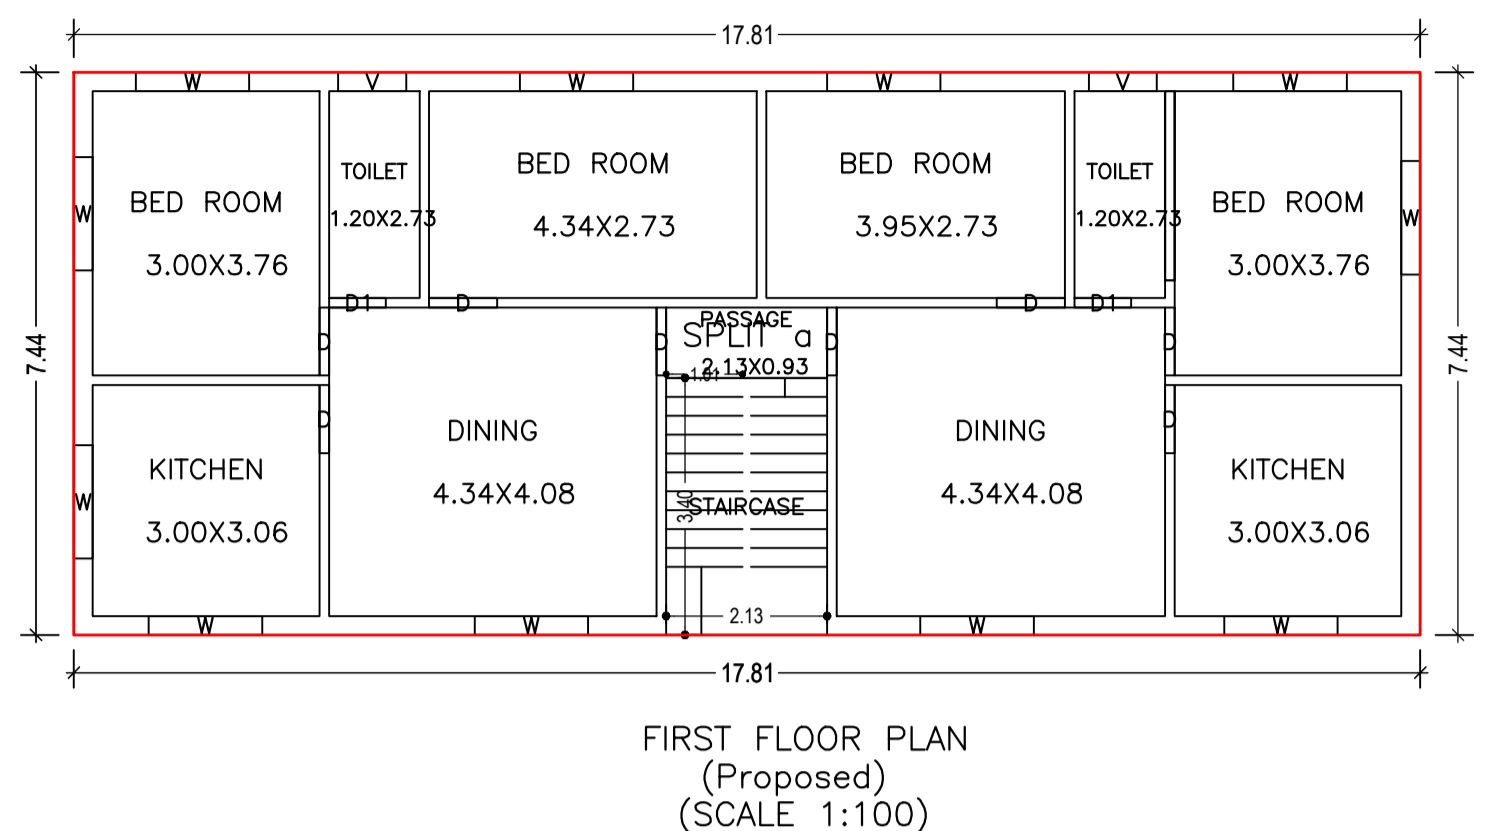 17.81
W
V
W
W
V
W
7.44
7.44
TOILET
1.20X2.73
BED ROOM
4.34X2.73
BED ROOM
3.95X2.73
TOILET
1.20X2.73
W
BED ROOM
3.00X3.76
BED ROOM
3.00X3.76
W
D1
D
D
D1
D
D
PASSAGE
SPLIT a
2.13X0.93
D
D
1.01
D
D
DINING
4.34X4.08
DINING
4.34X4.08
W
KITCHEN
3.00X3.06
KITCHEN
3.00X3.06
3.40
STAIRCASE
2.13
W
W
W
W
17.81
FIRST FLOOR PLAN
(Proposed)
(SCALE 1:100)